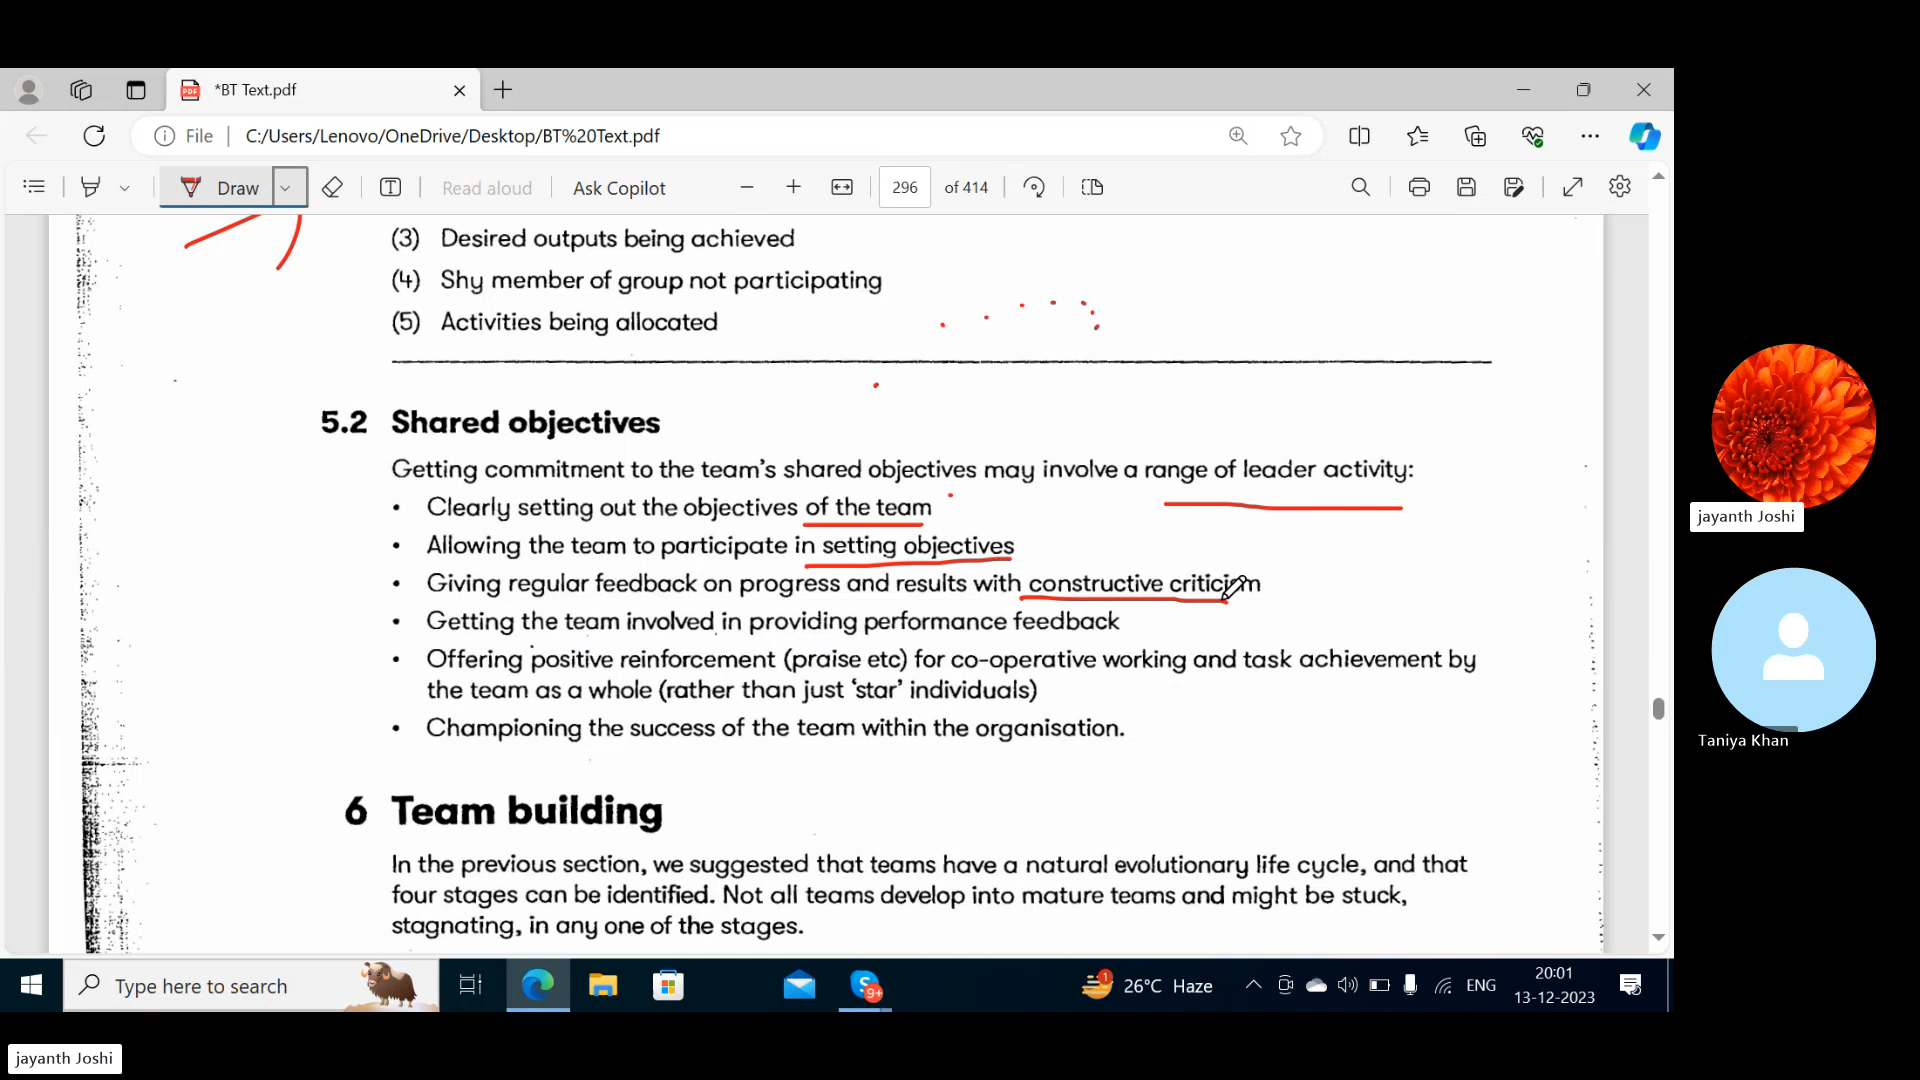 *BT Text.pdf
File
C:/Users/Lenovo/OneDrive/Desktop/BT%20Text.pdf
Draw
Read aloud
Ask Copilot
296
of 414
(3) Desired outputs being achieved
(4) Shy member of group not participating
(5) Activities being allocated
5.2 Shared objectives
Getting commitment to the team's shared objectives may involve a range of leader activity:
• Clearly setting out the objectives of the team
• Allowing the team to participate in setting objectives
• Giving regular feedback on progress and results with constructive criticism
• Getting the team involved in providing performance feedback
• Offering positive reinforcement (praise etc) for co-operative working and task achievement by
the team as a whole (rather than just 'star' individuals)
• Championing the success of the team within the organisation.
6 Team building
In the previous section, we suggested that teams have a natural evolutionary life cycle, and that
four stages can be identified. Not all teams develop into mature teams and might be stuck,
stagnating, in any one of the stages.
jayanth Joshi
Taniya Khan
Type here to search
9+
1
26°C Haze
ENG
20:01
13-12-2023
jayanth Joshi